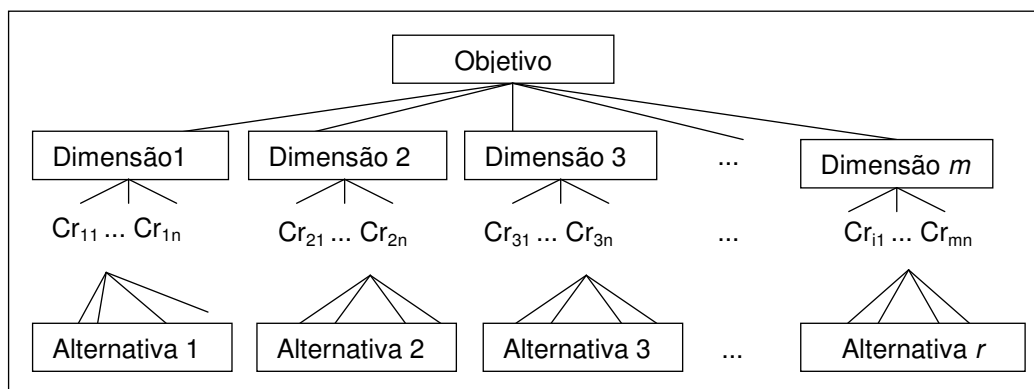 Objetivo
Dimensão1 Dimensão 2 Dimensão 3 ... Dimensão m
Cr₁₁ ... Cr₁ₙ Cr₂₁ ... Cr₂ₙ Cr₃₁ ... Cr₃ₙ ... Crᵢ₁ ... Crₘₙ
Alternativa 1 Alternativa 2 Alternativa 3 ... Alternativa r